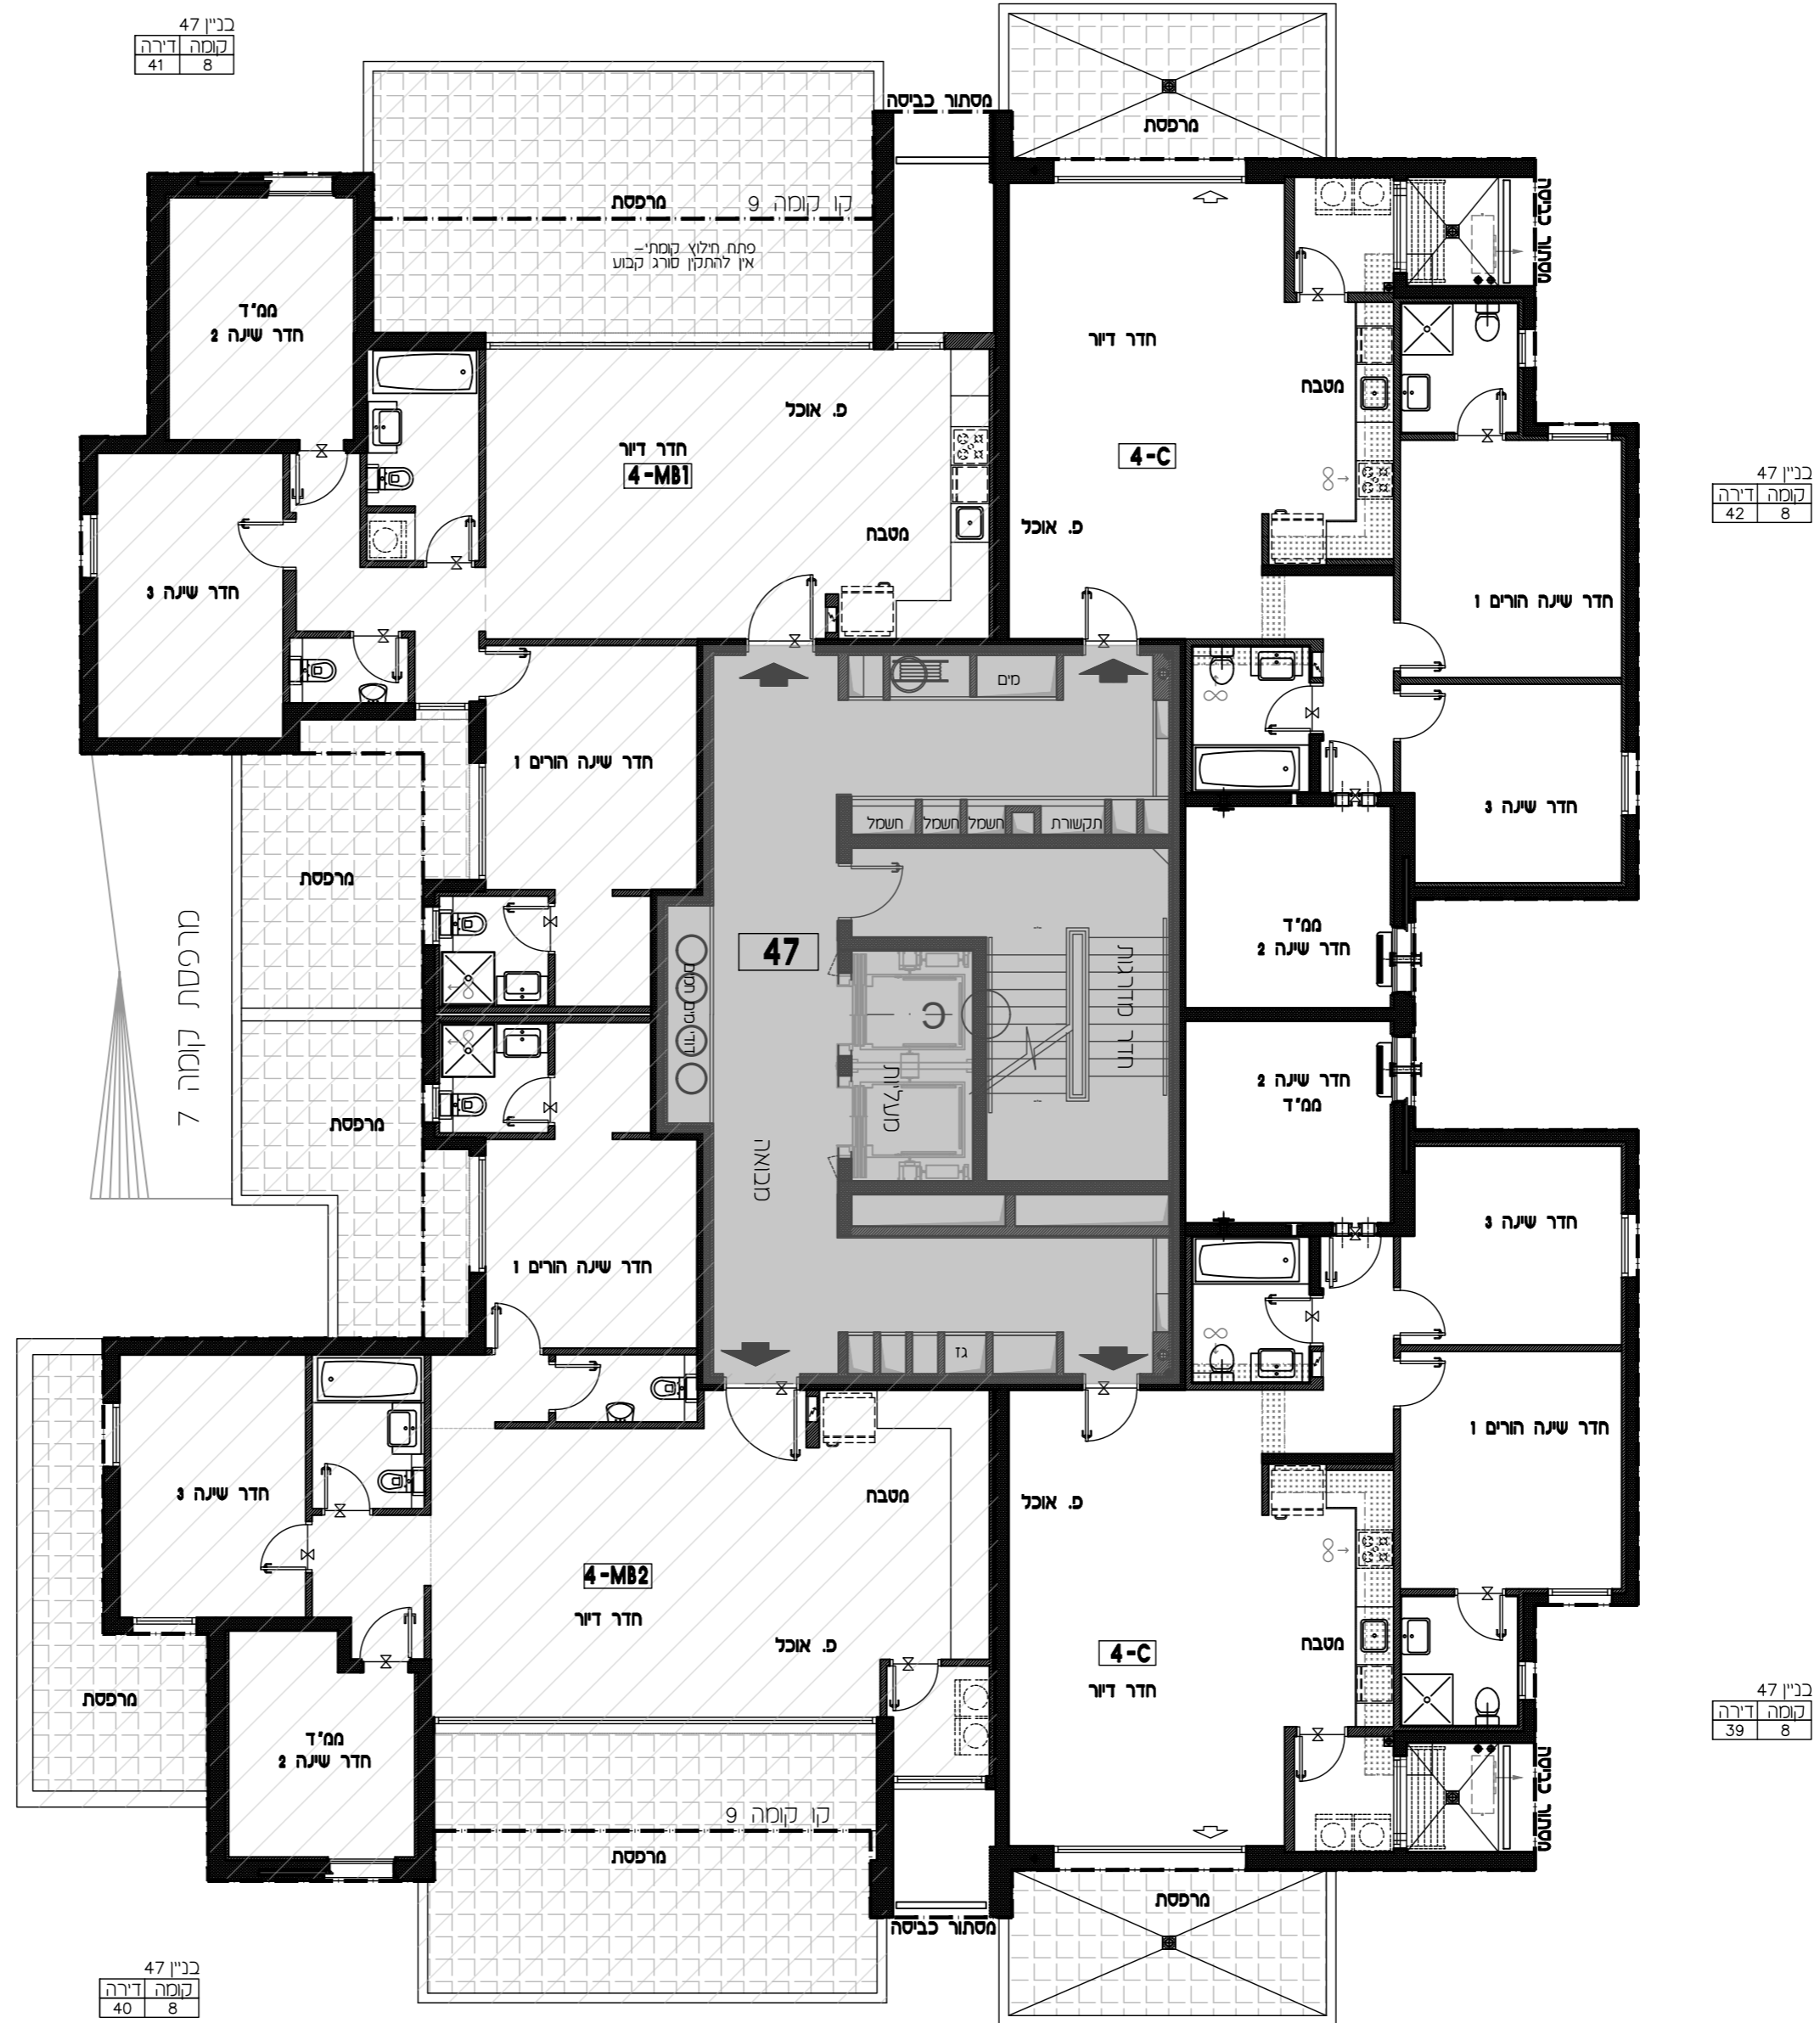 בניין 47
קומה דירה
8 41
מסתור כביסה
מרפסת
קו קומה 9
מרפסת
פתח חילוץ קומתי-
אין להתקין סורג קבוע
מסתור כביסה
ממ"ד
חדר שינה 2
חדר דיור
פ. אוכל
חדר דיור
4-MB1
מטבח
4-C
מטבח
פ. אוכל
בניין 47
קומה דירה
8 42
חדר שינה 3
חדר שינה הורים 1
מים
חדר שינה הורים 1
חדר שינה 3
חשמל
חשמל
חשמל
תקשורת
מרפסת
מרפסת קומה 7
47
דודי מים חמים
C
חדר מדרגות
ממ"ד
חדר שינה 2
מעלית
מבואה
חדר שינה 2
ממ"ד
מרפסת
חדר שינה 3
חדר שינה הורים 1
גז
חדר שינה הורים 1
חדר שינה 3
מטבח
פ. אוכל
4-MB2
חדר דיור
פ. אוכל
4-C
חדר דיור
מטבח
מרפסת
ממ"ד
חדר שינה 2
בניין 47
קומה דירה
8 39
מסתור כביסה
קו קומה 9
מרפסת
מרפסת
מסתור כביסה
בניין 47
קומה דירה
8 40